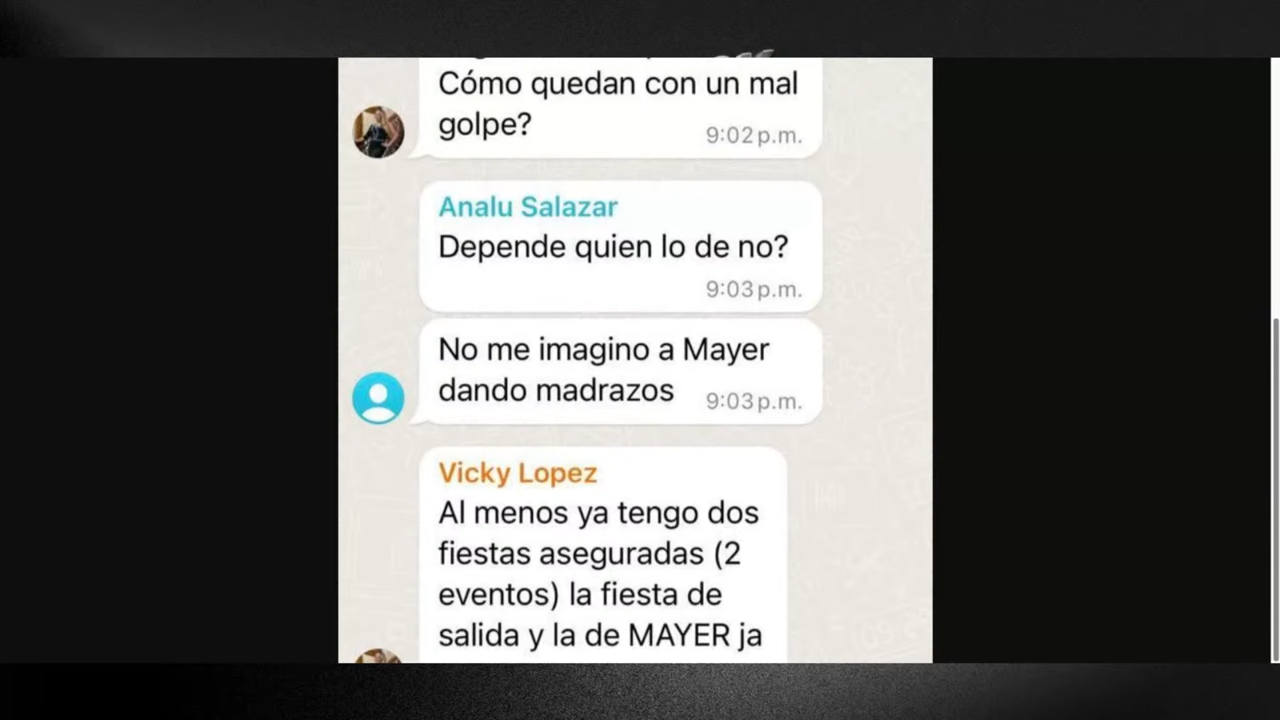 Cómo quedan con un mal
golpe?
9:02 p.m.
Analu Salazar
Depende quien lo de no?
9:03 p.m.
No me imagino a Mayer
dando madrazos
9:03 p.m.
Vicky Lopez
Al menos ya tengo dos
fiestas aseguradas (2
eventos) la fiesta de
salida y la de MAYER ja